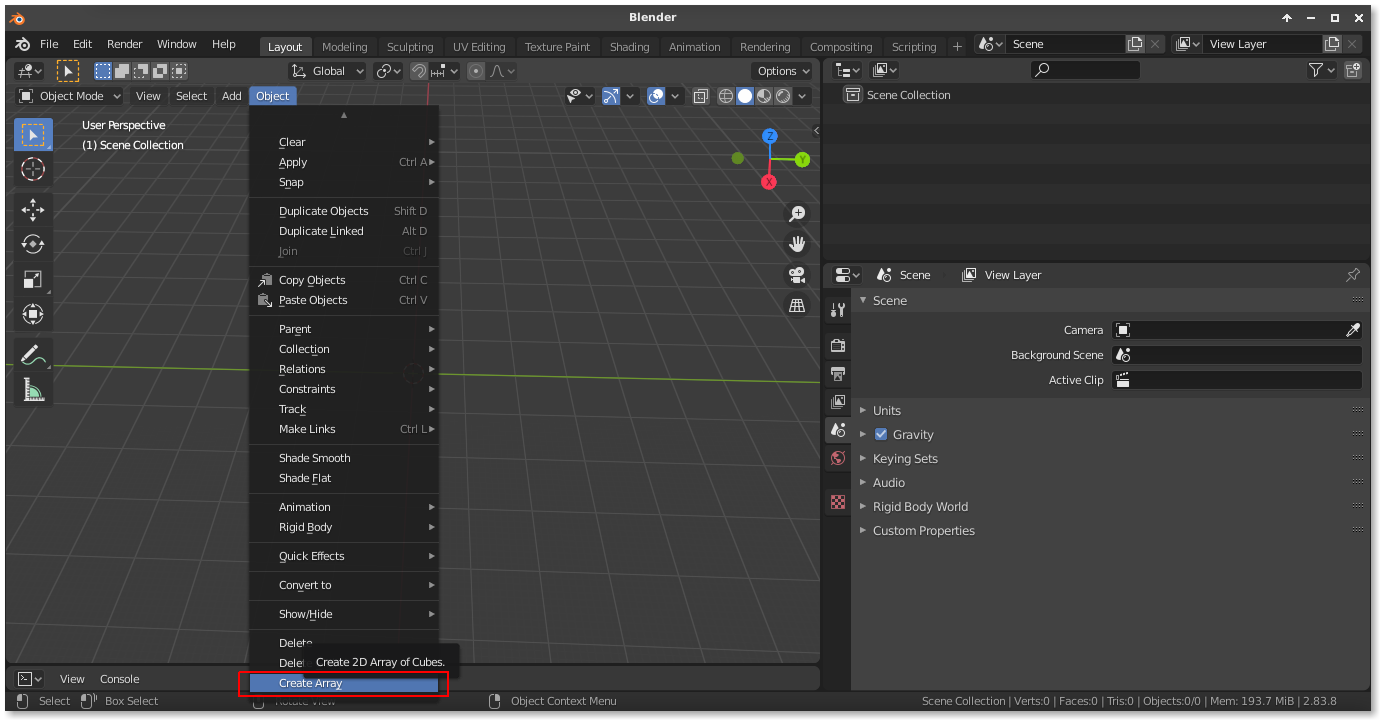 Blender
File Edit Render Window Help Layout Modeling Sculpting UV Editing Texture Paint Shading Animation Rendering Compositing Scripting + Scene View Layer
Global Options
Object Mode View Select Add Object
User Perspective
(1) Scene Collection
Z
Y
X
Clear
Apply Ctrl A
Snap
Duplicate Objects Shift D
Duplicate Linked Alt D
Join Ctrl J
Copy Objects Ctrl C
Paste Objects Ctrl V
Parent
Collection
Relations
Constraints
Track
Make Links Ctrl L
Shade Smooth
Shade Flat
Animation
Rigid Body
Quick Effects
Convert to
Show/Hide
Delete
Create 2D Array of Cubes.
Create Array
Scene Collection
Scene View Layer
Scene
Camera
Background Scene
Active Clip
Units
Gravity
Keying Sets
Audio
Rigid Body World
Custom Properties
View Console
Select Box Select Rotate View Object Context Menu Scene Collection | Verts:0 | Faces:0 | Tris:0 | Objects:0/0 | Mem: 193.7 MiB | 2.83.8